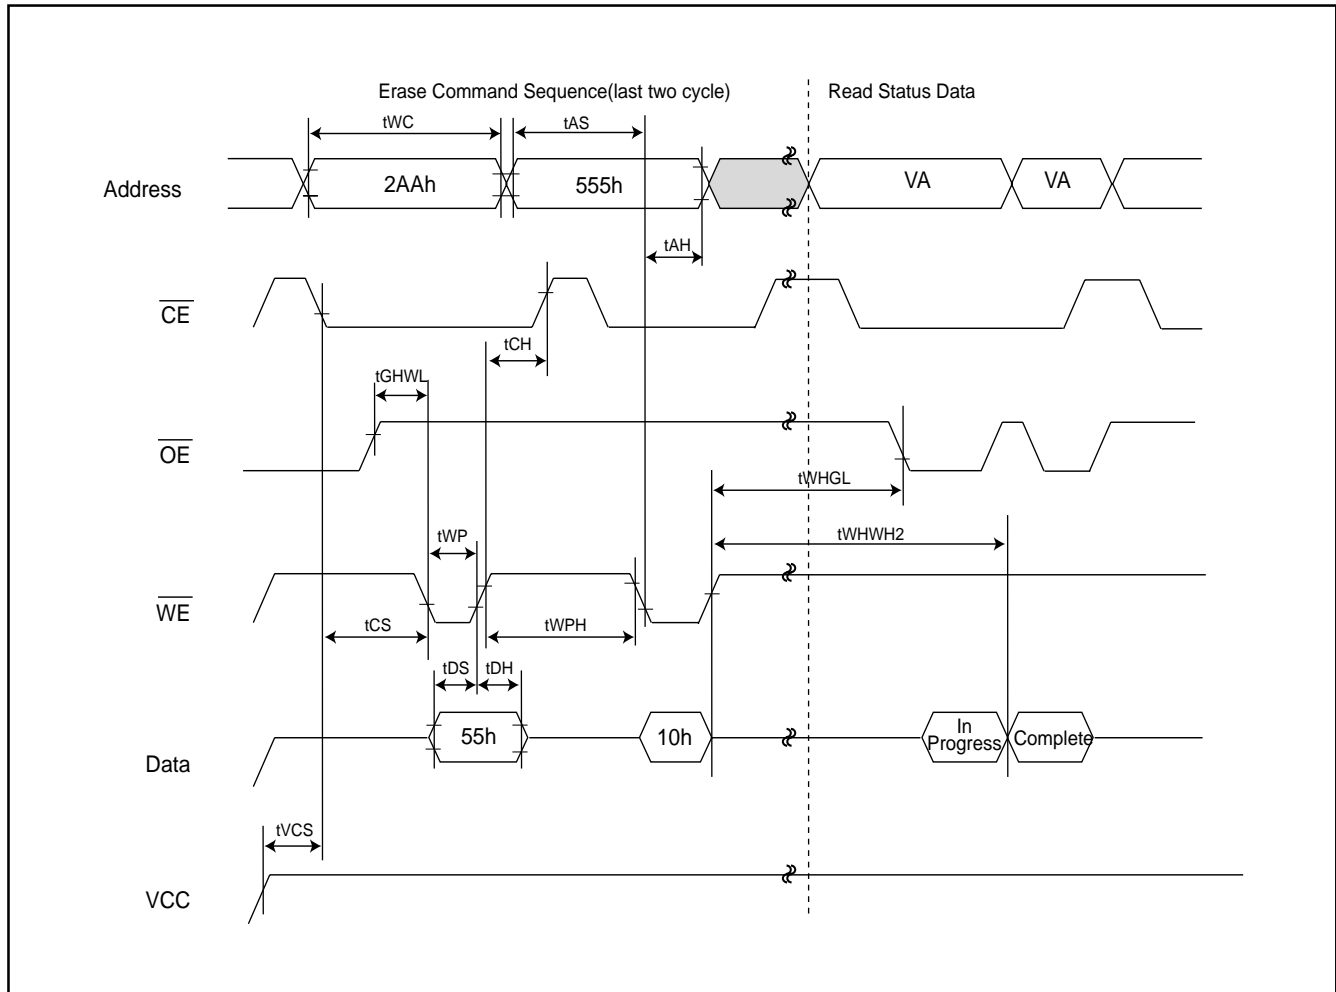 Erase Command Sequence(last two cycle) Read Status Data
tWC tAS
Address 2AAh 555h VA VA
tAH
CE
tCH
tGHWL
OE
tWHGL
tWP tWHWH2
WE
tCS tWPH
tDS tDH
Data 55h 10h In Progress Complete
tVCS
VCC